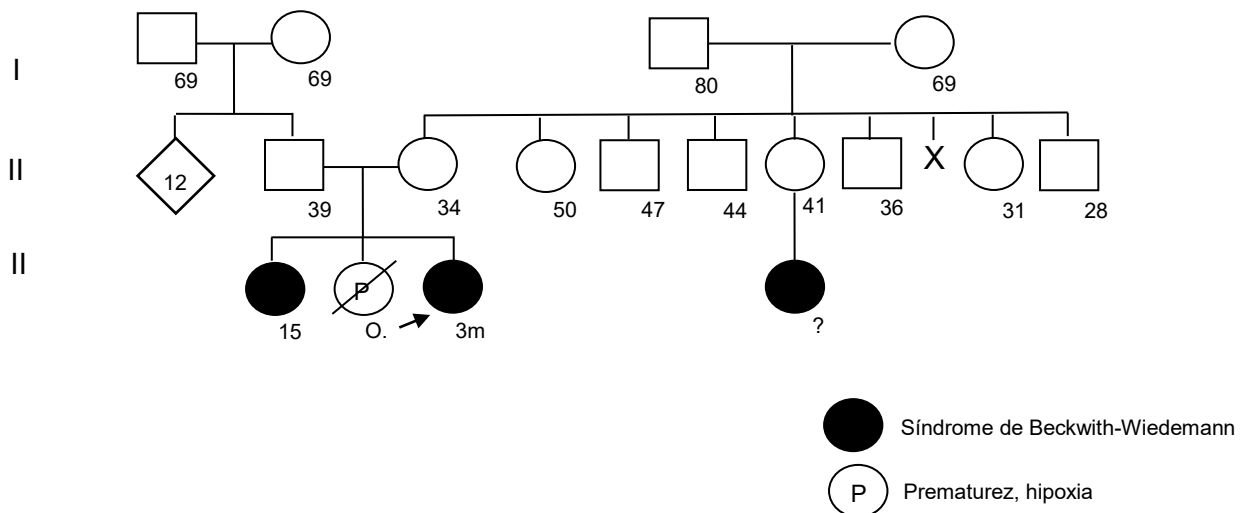 I
69 69 80 69
II
12 X
39 34 50 47 44 41 36 31 28
II
P
15 O. 3m ?
Síndrome de Beckwith-Wiedemann
P Prematurez, hipoxia